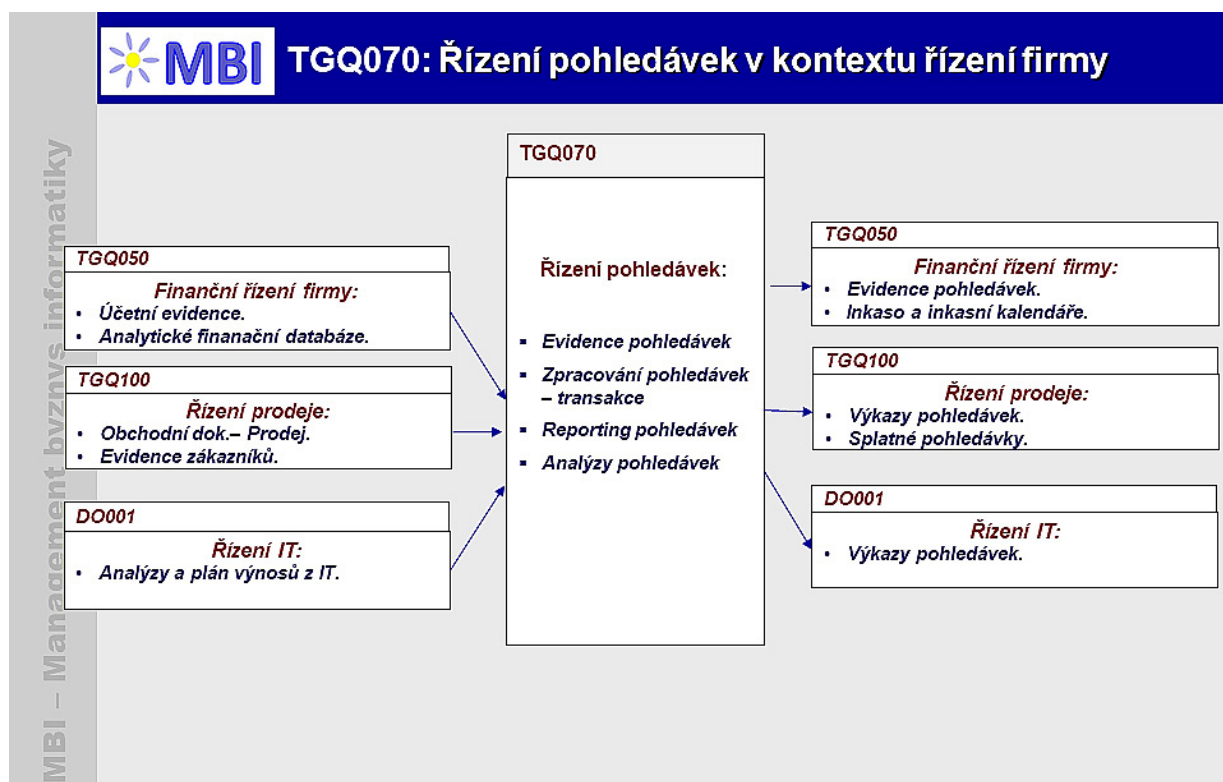 MBI
TGQ070: Řízení pohledávek v kontextu řízení firmy
MBI – Management bvznvs informatiky
TGQ050
Finanční řízení firmy:
• Účetní evidence.
• Analytické finanační databáze.
TGQ100
Řízení prodeje:
• Obchodní dok.– Prodej.
• Evidence zákazníků.
DO001
Řízení IT:
• Analýzy a plán výnosů z IT.
TGQ070
Řízení pohledávek:
▪ Evidence pohledávek
▪ Zpracování pohledávek
– transakce
▪ Reporting pohledávek
▪ Analýzy pohledávek
TGQ050
Finanční řízení firmy:
• Evidence pohledávek.
• Inkaso a inkasní kalendáře.
TGQ100
Řízení prodeje:
• Výkazy pohledávek.
• Splatné pohledávky.
DO001
Řízení IT:
• Výkazy pohledávek.